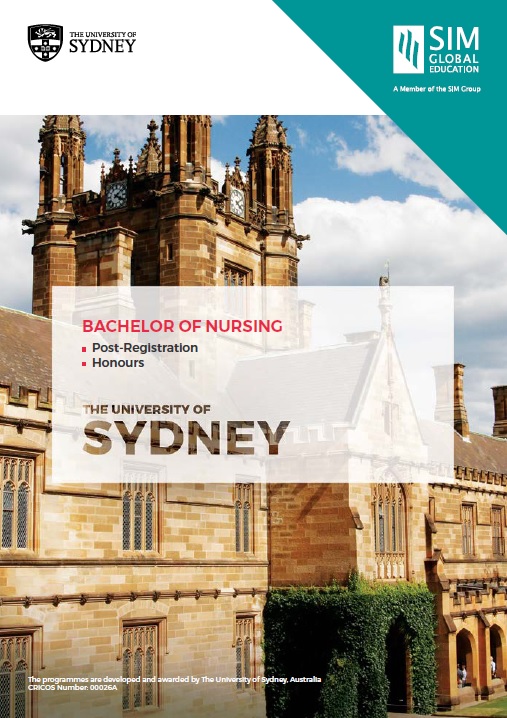 THE UNIVERSITY OF
SYDNEY
SIM
GLOBAL
EDUCATION
A Member of the SIM Group
BACHELOR OF NURSING
Post-Registration
Honours
THE UNIVERSITY OF
SYDNEY
The programmes are developed and awarded by The University of Sydney, Australia
CRICOS Number: 00026A